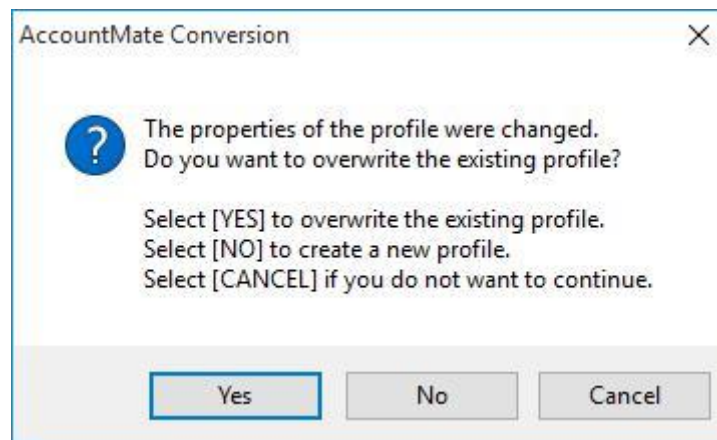 AccountMate Conversion
The properties of the profile were changed.
Do you want to overwrite the existing profile?
Select [YES] to overwrite the existing profile.
Select [NO] to create a new profile.
Select [CANCEL] if you do not want to continue.
Yes No Cancel